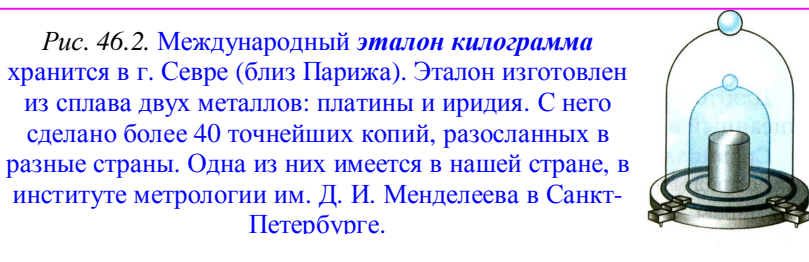 Рис. 46.2. Международный эталон килограмма
хранится в г. Севре (близ Парижа). Эталон изготовлен
из сплава двух металлов: платины и иридия. С него
сделано более 40 точнейших копий, разосланных в
разные страны. Одна из них имеется в нашей стране, в
институте метрологии им. Д. И. Менделеева в Санкт-
Петербурге.